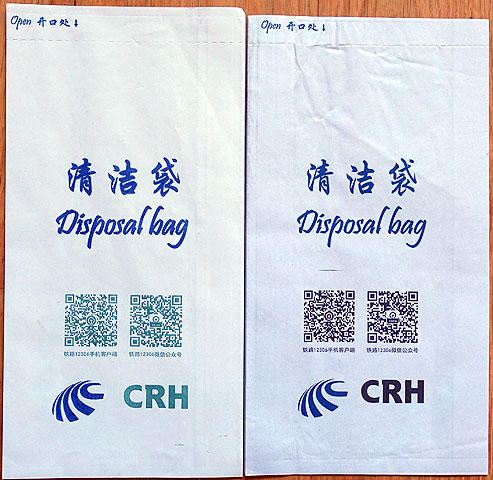 Open 开口处↓
清洁袋
Disposal bag
铁路12306手机客户端 铁路12306微信公众号
CRH
Open 开口处↓
清洁袋
Disposal bag
铁路12306手机客户端 铁路12306微信公众号
CRH